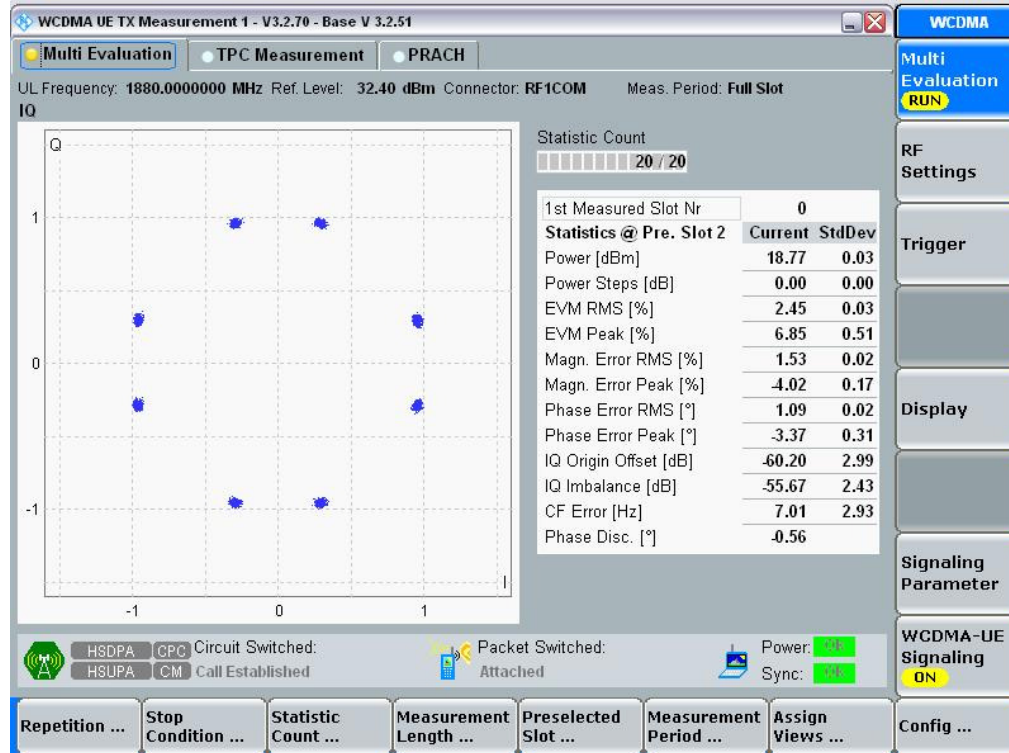 WCDMA UE TX Measurement 1 - V3.2.70 - Base V 3.2.51
WCDMA
Multi Evaluation
TPC Measurement
PRACH
UL Frequency: 1880.0000000 MHz Ref. Level: 32.40 dBm Connector: RF1COM Meas. Period: Full Slot
IQ
Q
1
0
-1
-1 0 1
I
Statistic Count
20 / 20
1st Measured Slot Nr 0
Statistics @ Pre. Slot 2 Current StdDev
Power [dBm] 18.77 0.03
Power Steps [dB] 0.00 0.00
EVM RMS [%] 2.45 0.03
EVM Peak [%] 6.85 0.51
Magn. Error RMS [%] 1.53 0.02
Magn. Error Peak [%] -4.02 0.17
Phase Error RMS [°] 1.09 0.02
Phase Error Peak [°] -3.37 0.31
IQ Origin Offset [dB] -60.20 2.99
IQ Imbalance [dB] -55.67 2.43
CF Error [Hz] 7.01 2.93
Phase Disc. [°] -0.56
Multi
Evaluation
RUN
RF
Settings
Trigger
Display
Signaling
Parameter
WCDMA-UE
Signaling
ON
HSDPA CPC Circuit Switched:
HSUPA CM Call Established
Packet Switched:
Attached
Power:
Sync:
Repetition ...
Stop
Condition ...
Statistic
Count ...
Measurement
Length ...
Preselected
Slot ...
Measurement
Period ...
Assign
Views ...
Config ...